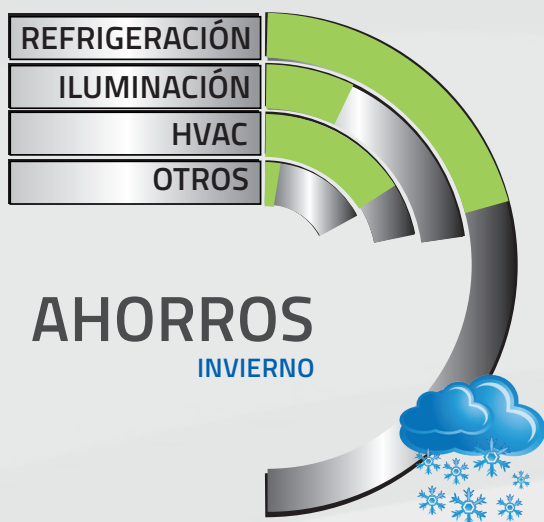 REFRIGERACIÓN
ILUMINACIÓN
HVAC
OTROS
AHORROS
INVIERNO